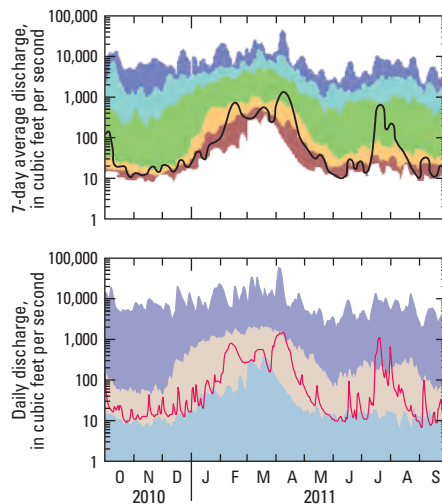 7-day average discharge,
in cubic feet per second
100,000
10,000
1,000
100
10
1
Daily discharge,
in cubic feet per second
100,000
10,000
1,000
100
10
1
O N D J F M A M J J A S
2010 2011